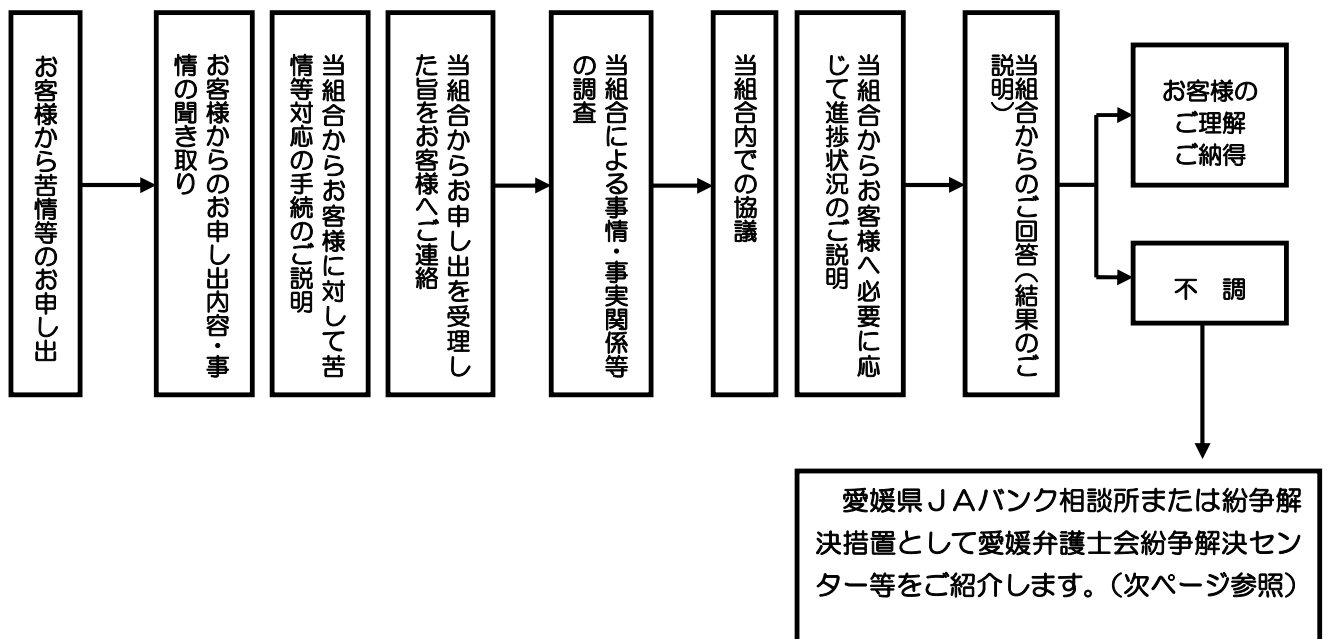 お客様から苦情等のお申し出
お客様からのお申し出内容・事
情の聞き取り
当組合からお客様に対して苦
情等対応の手続のご説明
当組合からお申し出を受理し
た旨をお客様へご連絡
当組合による事情・事実関係等
の調査
当組合内での協議
当組合からお客様へ必要に応
じて進捗状況のご説明
当組合からのご回答（結果のご
説明）
お客様の
ご理解
ご納得
不　調
愛媛県ＪＡバンク相談所または紛争解
決措置として愛媛弁護士会紛争解決セン
ター等をご紹介します。（次ページ参照）